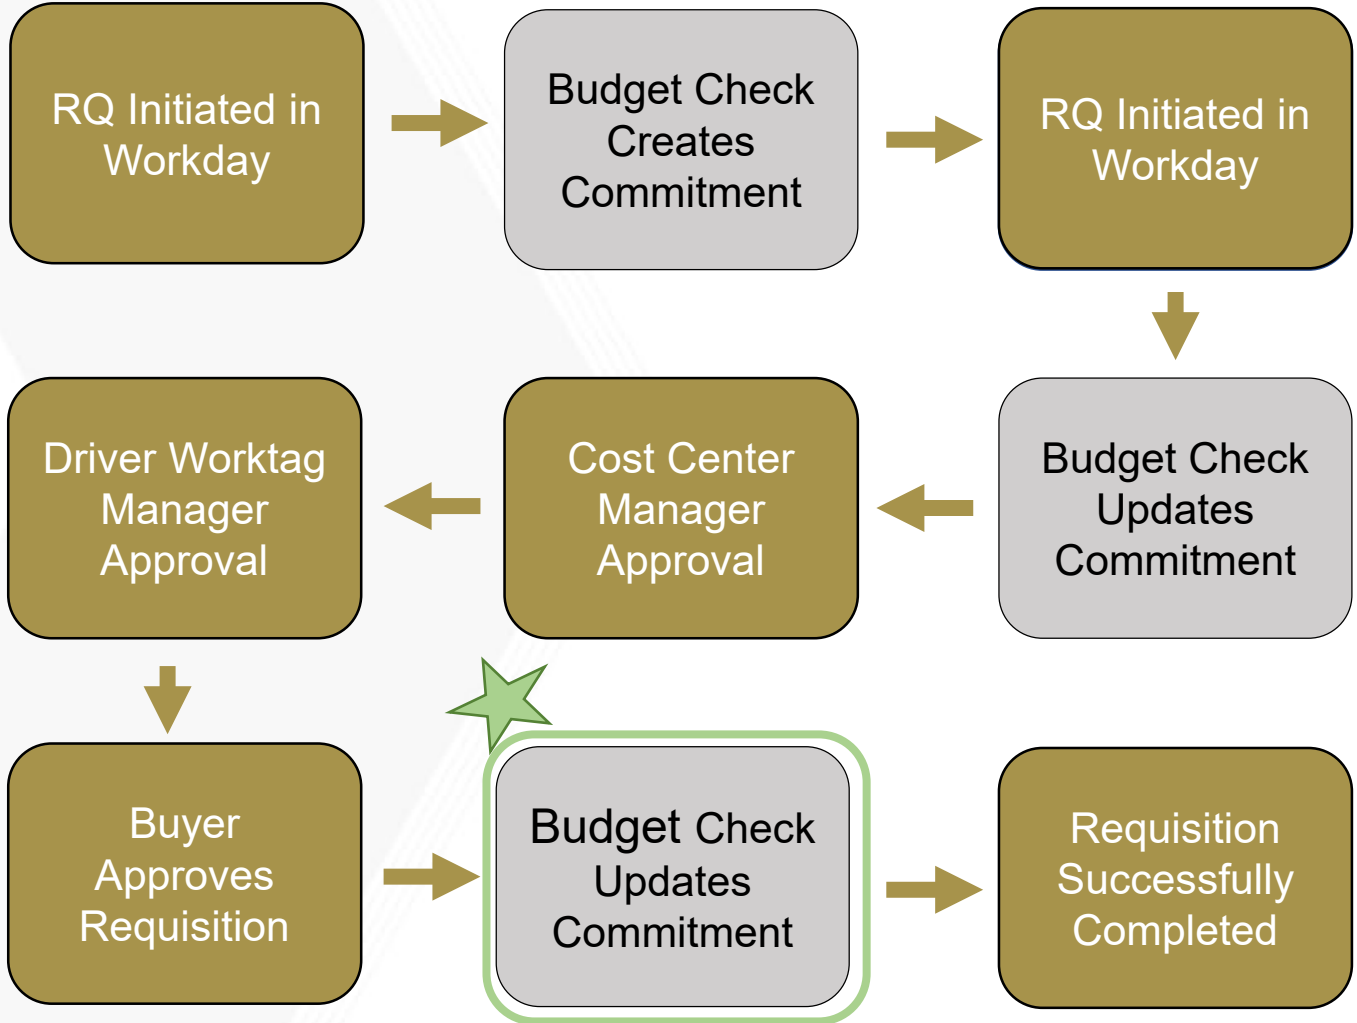 RQ Initiated in
Workday
Budget Check
Creates
Commitment
RQ Initiated in
Workday
Budget Check
Updates
Commitment
Cost Center
Manager
Approval
Driver Worktag
Manager
Approval
Buyer
Approves
Requisition
Budget Check
Updates
Commitment
Requisition
Successfully
Completed